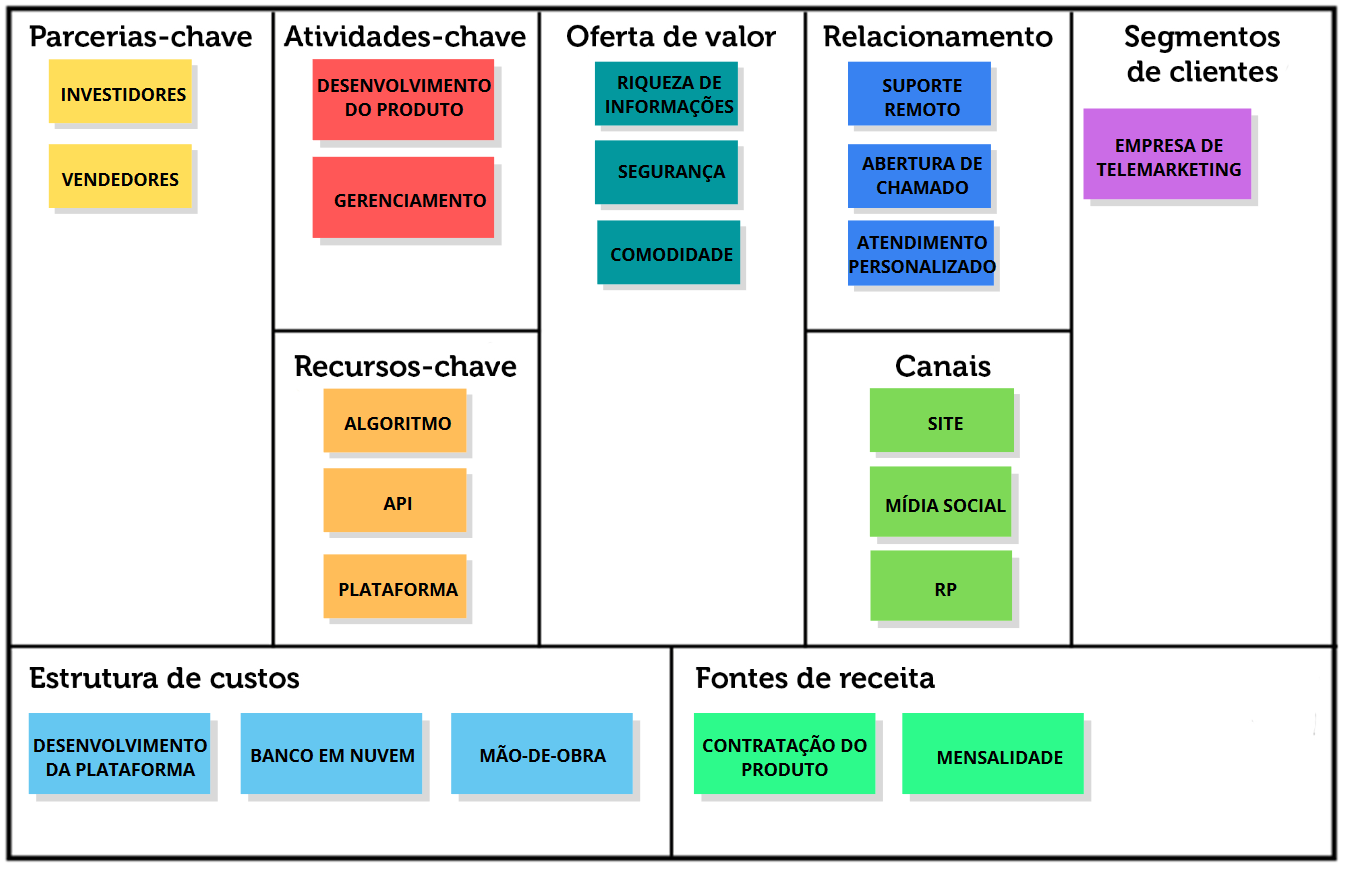 Parcerias-chave
INVESTIDORES
VENDEDORES
Atividades-chave
DESENVOLVIMENTO
DO PRODUTO
GERENCIAMENTO
Recursos-chave
ALGORITMO
API
PLATAFORMA
Oferta de valor
RIQUEZA DE
INFORMAÇÕES
SEGURANÇA
COMODIDADE
Relacionamento
SUPORTE
REMOTO
ABERTURA DE
CHAMADO
ATENDIMENTO
PERSONALIZADO
Canais
SITE
MÍDIA SOCIAL
RP
Segmentos
de clientes
EMPRESA DE
TELEMARKETING
Estrutura de custos
DESENVOLVIMENTO
DA PLATAFORMA
BANCO EM NUVEM
MÃO-DE-OBRA
Fontes de receita
CONTRATAÇÃO DO
PRODUTO
MENSALIDADE